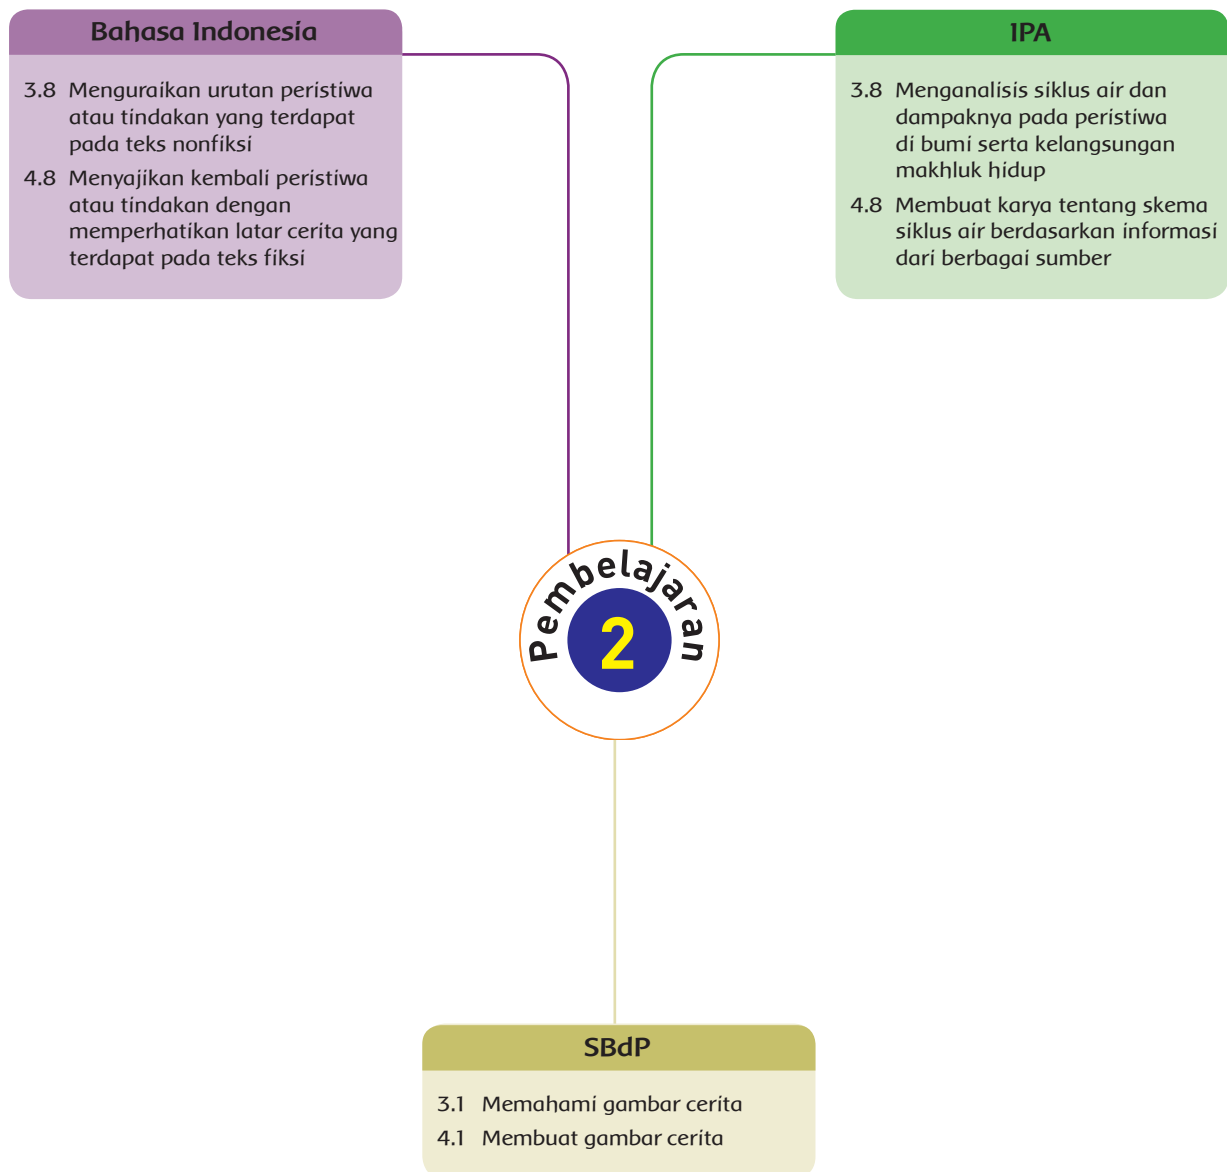 Bahasa Indonesia
3.8 Menguraikan urutan peristiwa
atau tindakan yang terdapat
pada teks nonfiksi
4.8 Menyajikan kembali peristiwa
atau tindakan dengan
memperhatikan latar cerita yang
terdapat pada teks fiksi
IPA
3.8 Menganalisis siklus air dan
dampaknya pada peristiwa
di bumi serta kelangsungan
makhluk hidup
4.8 Membuat karya tentang skema
siklus air berdasarkan informasi
dari berbagai sumber
Pembelajaran
2
SBdP
3.1 Memahami gambar cerita
4.1 Membuat gambar cerita